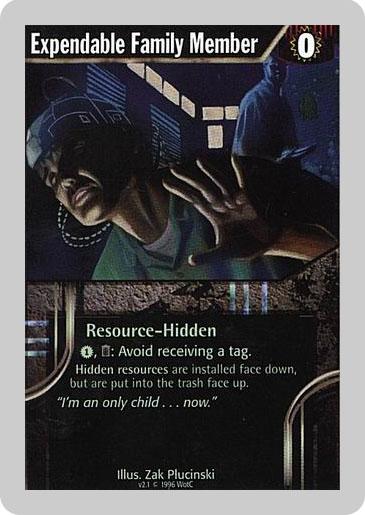 Expendable Family Member
0
Resource-Hidden
1, : Avoid receiving a tag.
Hidden resources are installed face down,
but are put into the trash face up.
"I'm an only child . . . now."
Illus. Zak Plucinski
v2.1 © 1996 WotC